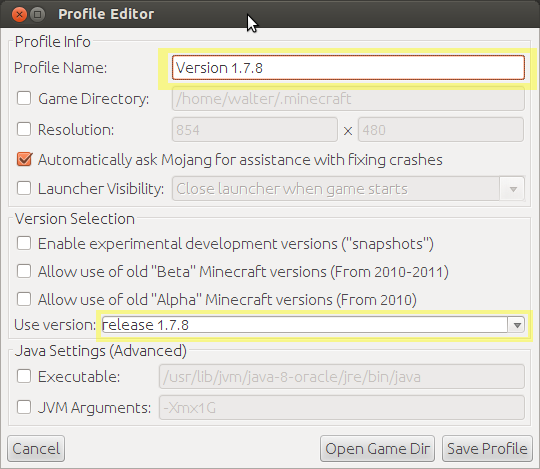 Profile Editor
Profile Info
Profile Name: Version 1.7.8
Game Directory: /home/walter/.minecraft
Resolution: 854 x 480
Automatically ask Mojang for assistance with fixing crashes
Launcher Visibility: Close launcher when game starts
Version Selection
Enable experimental development versions ("snapshots")
Allow use of old "Beta" Minecraft versions (From 2010-2011)
Allow use of old "Alpha" Minecraft versions (From 2010)
Use version: release 1.7.8
Java Settings (Advanced)
Executable: /usr/lib/jvm/java-8-oracle/jre/bin/java
JVM Arguments: -Xmx1G
Cancel Open Game Dir Save Profile